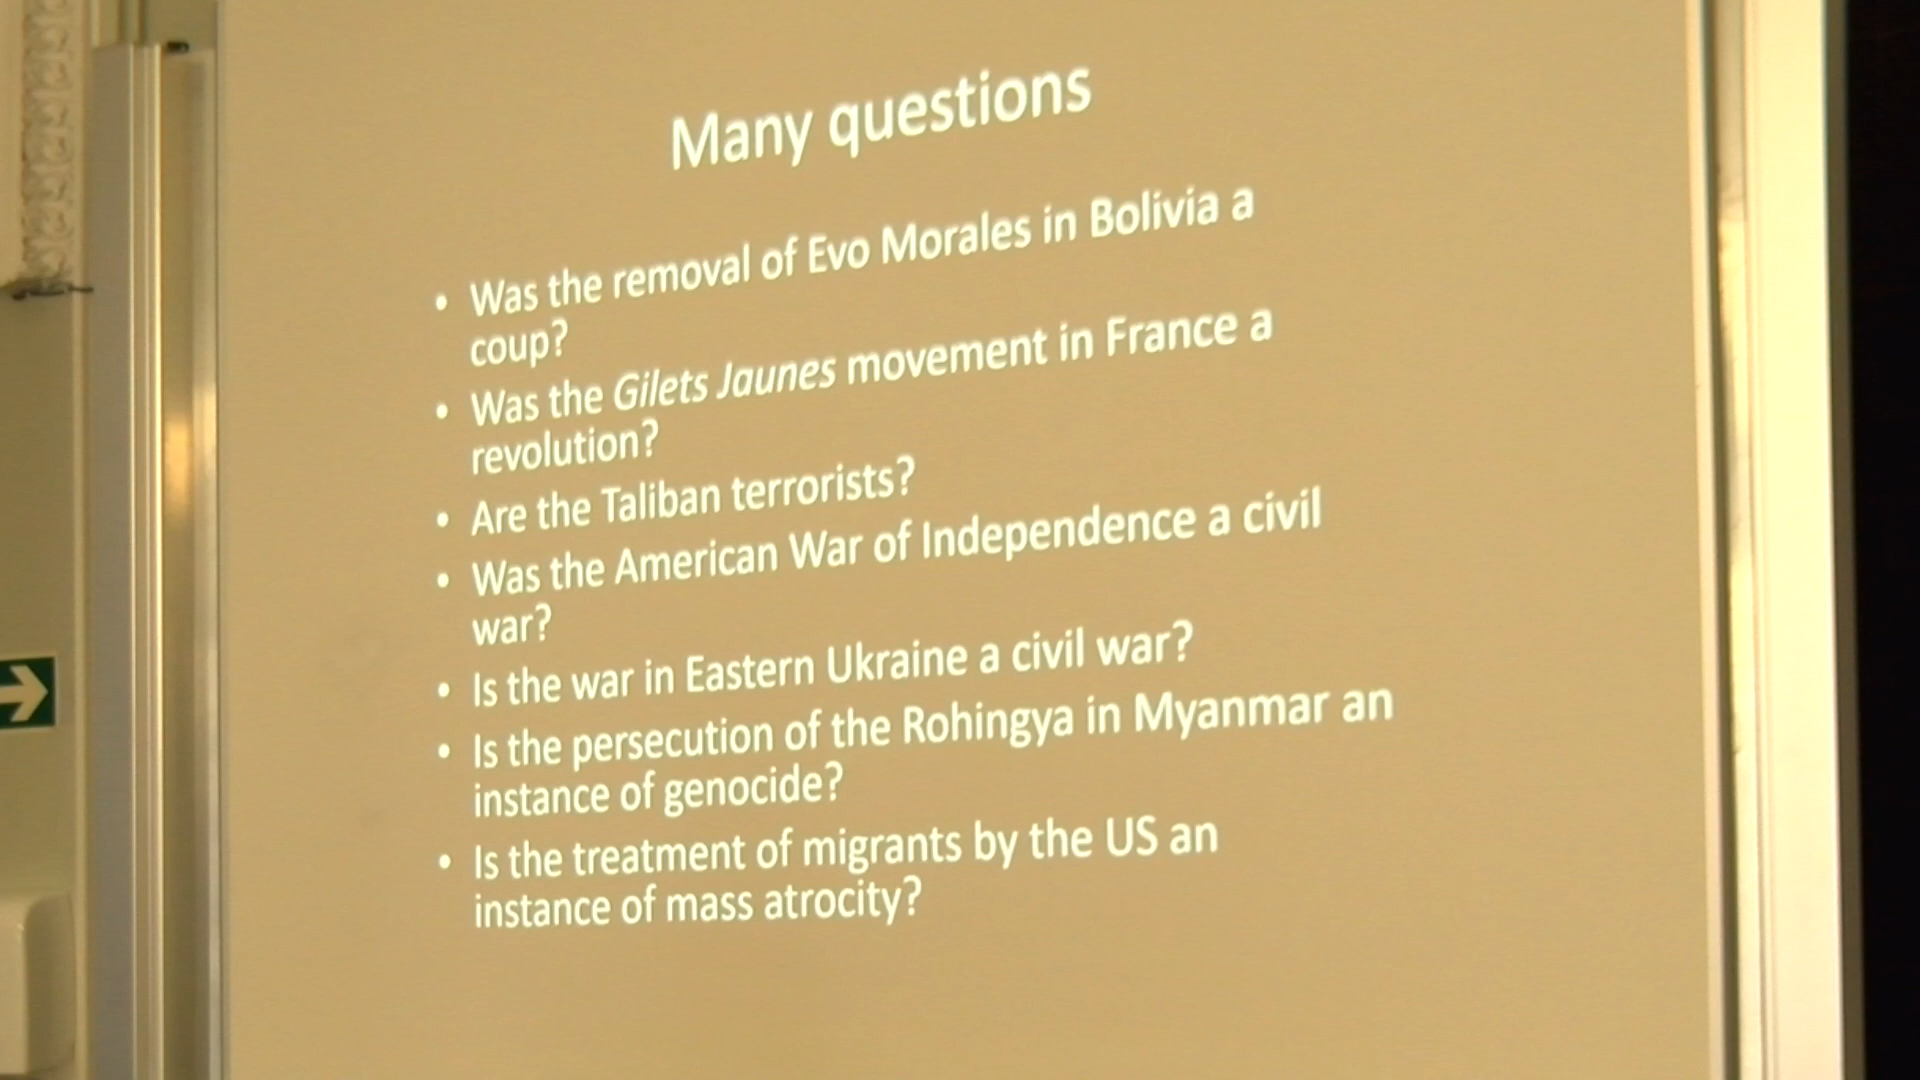 Many questions
• Was the removal of Evo Morales in Bolivia a
coup?
• Was the Gilets Jaunes movement in France a
revolution?
• Are the Taliban terrorists?
• Was the American War of Independence a civil
war?
• Is the war in Eastern Ukraine a civil war?
• Is the persecution of the Rohingya in Myanmar an
instance of genocide?
• Is the treatment of migrants by the US an
instance of mass atrocity?